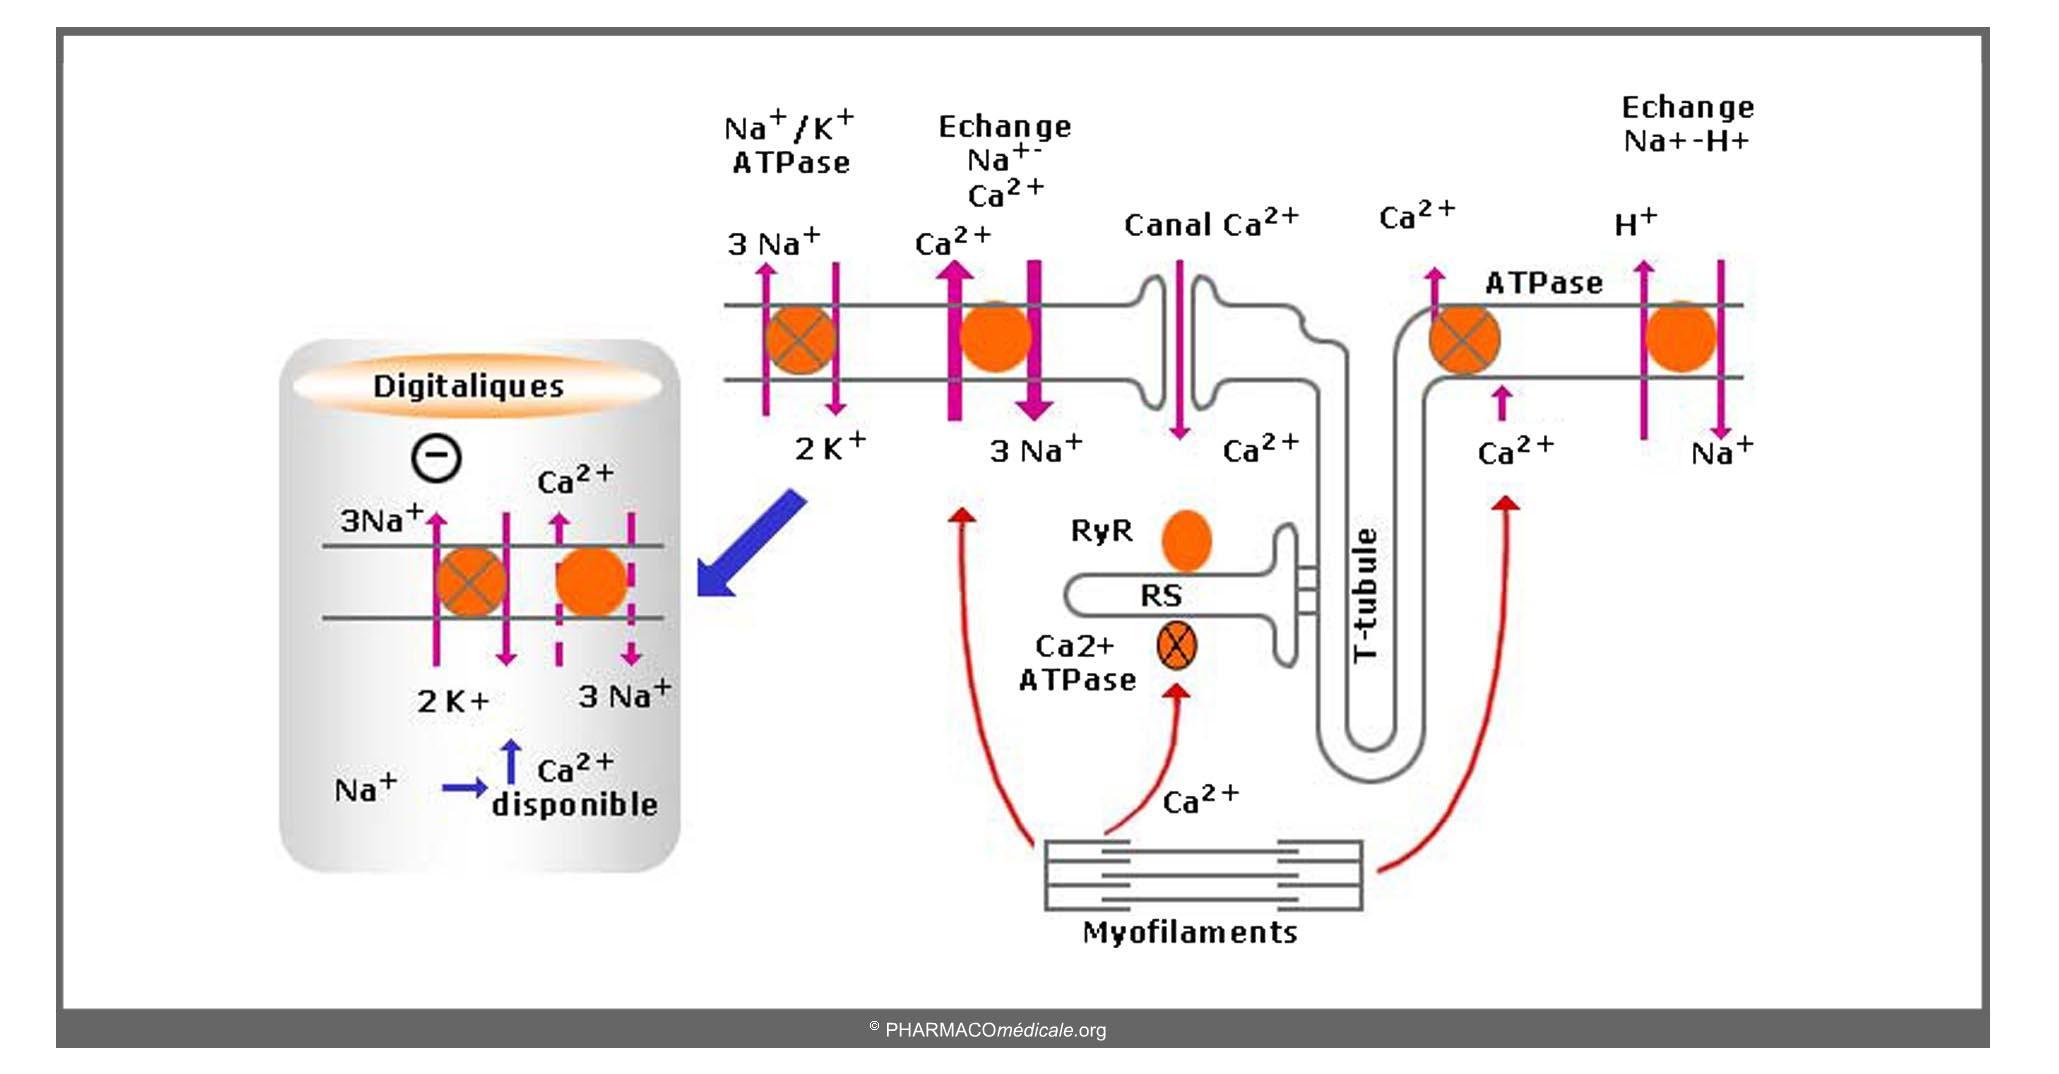 Na⁺/K⁺
ATPase
Echange
Na⁺-
Ca²⁺
Echange
Na+-H+
3 Na⁺
Ca²⁺
Canal Ca²⁺
Ca²⁺
H⁺
ATPase
2 K⁺
3 Na⁺
Ca²⁺
Ca²⁺
Na⁺
Digitaliques
−
Ca²⁺
3Na⁺
2 K+
3 Na⁺
Na⁺
Ca²⁺
disponible
RyR
RS
Ca2+
ATPase
T-tubule
Ca²⁺
Myofilaments
© PHARMACOmédicale.org